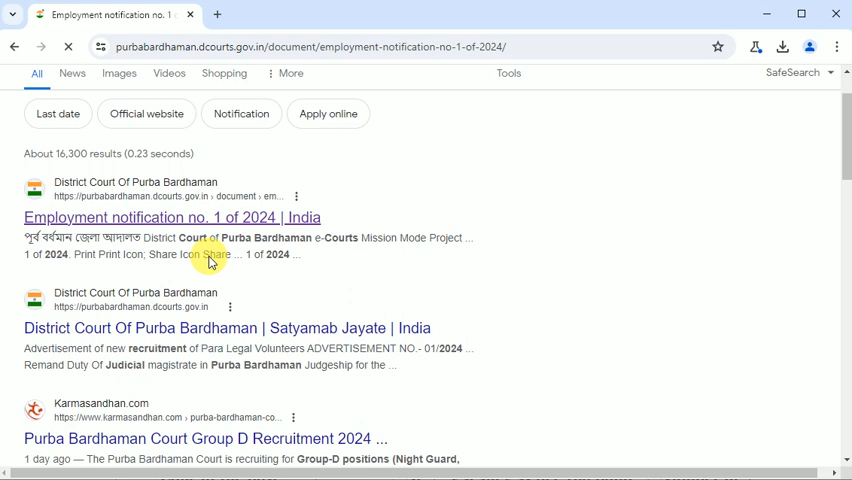 Employment notification no. 1 o
purbabardhaman.dcourts.gov.in/document/employment-notification-no-1-of-2024/
All News Images Videos Shopping More Tools SafeSearch
Last date Official website Notification Apply online
About 16,300 results (0.23 seconds)
District Court Of Purba Bardhaman
https://purbabardhaman.dcourts.gov.in › document › em...
Employment notification no. 1 of 2024 | India
পূর্ব বর্ধমান জেলা আদালত District Court of Purba Bardhaman e-Courts Mission Mode Project ...
1 of 2024. Print Print Icon; Share Icon Share ... 1 of 2024 ...
District Court Of Purba Bardhaman
https://purbabardhaman.dcourts.gov.in
District Court Of Purba Bardhaman | Satyamab Jayate | India
Advertisement of new recruitment of Para Legal Volunteers ADVERTISEMENT NO.- 01/2024 ...
Remand Duty Of Judicial magistrate in Purba Bardhaman Judgeship for the ...
Karmasandhan.com
https://www.karmasandhan.com › purba-bardhaman-co...
Purba Bardhaman Court Group D Recruitment 2024 ...
1 day ago — The Purba Bardhaman Court is recruiting for Group-D positions (Night Guard,